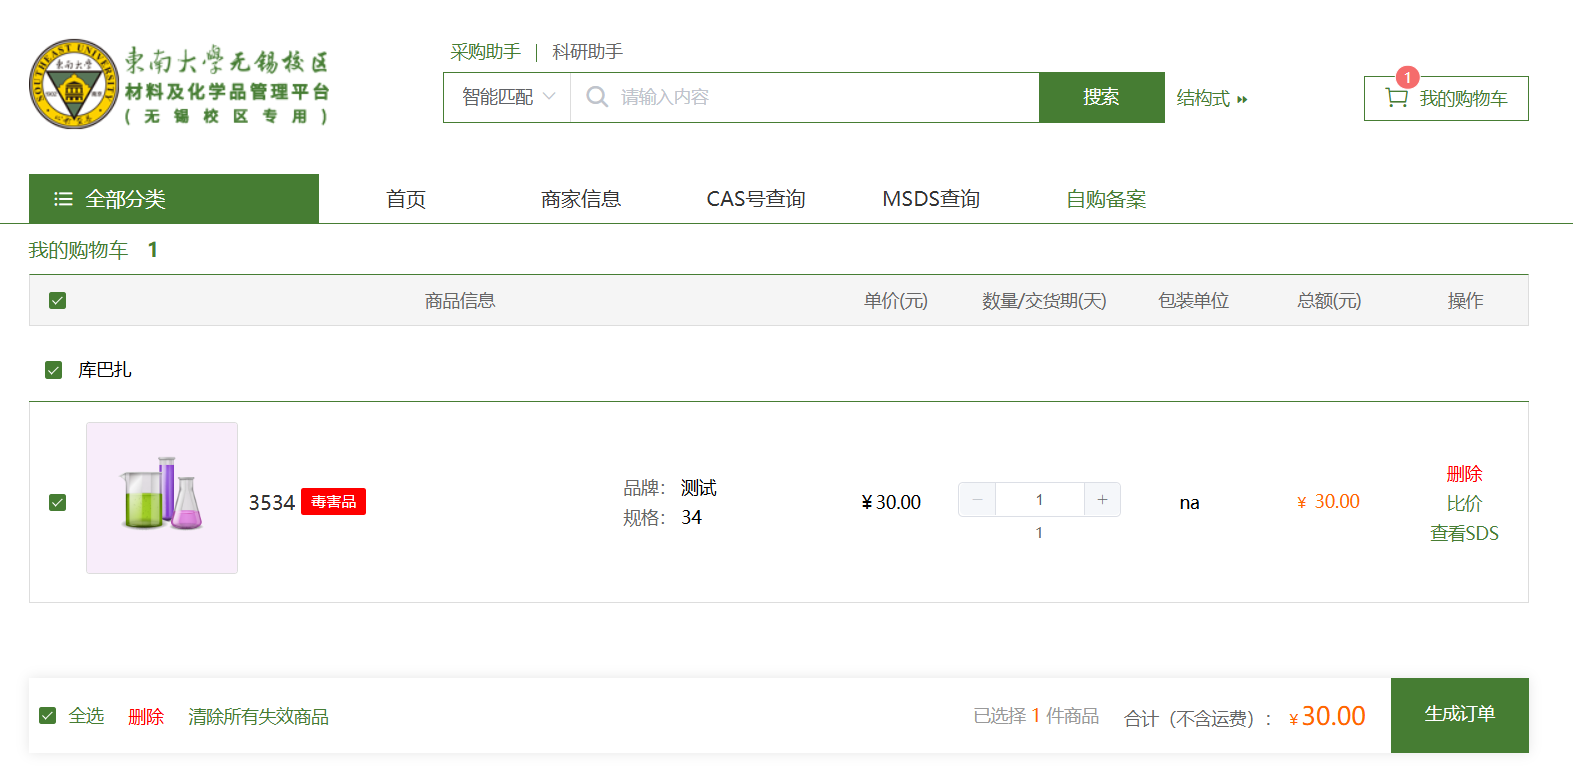 SOUTHEAST UNIVERSITY
東南大學
東南大學无锡校区
材料及化学品管理平台
(无锡校区专用)
采购助手 | 科研助手
智能匹配 请输入内容 搜索 结构式
1
我的购物车
全部分类 首页 商家信息 CAS号查询 MSDS查询 自购备案
我的购物车 1
商品信息 单价(元) 数量/交货期(天) 包装单位 总额(元) 操作
库巴扎
3534 毒害品
品牌： 测试
规格： 34
¥30.00
− 1 +
1
na
¥ 30.00
删除
比价
查看SDS
全选 删除 清除所有失效商品 已选择 1 件商品 合计（不含运费）： ¥30.00 生成订单